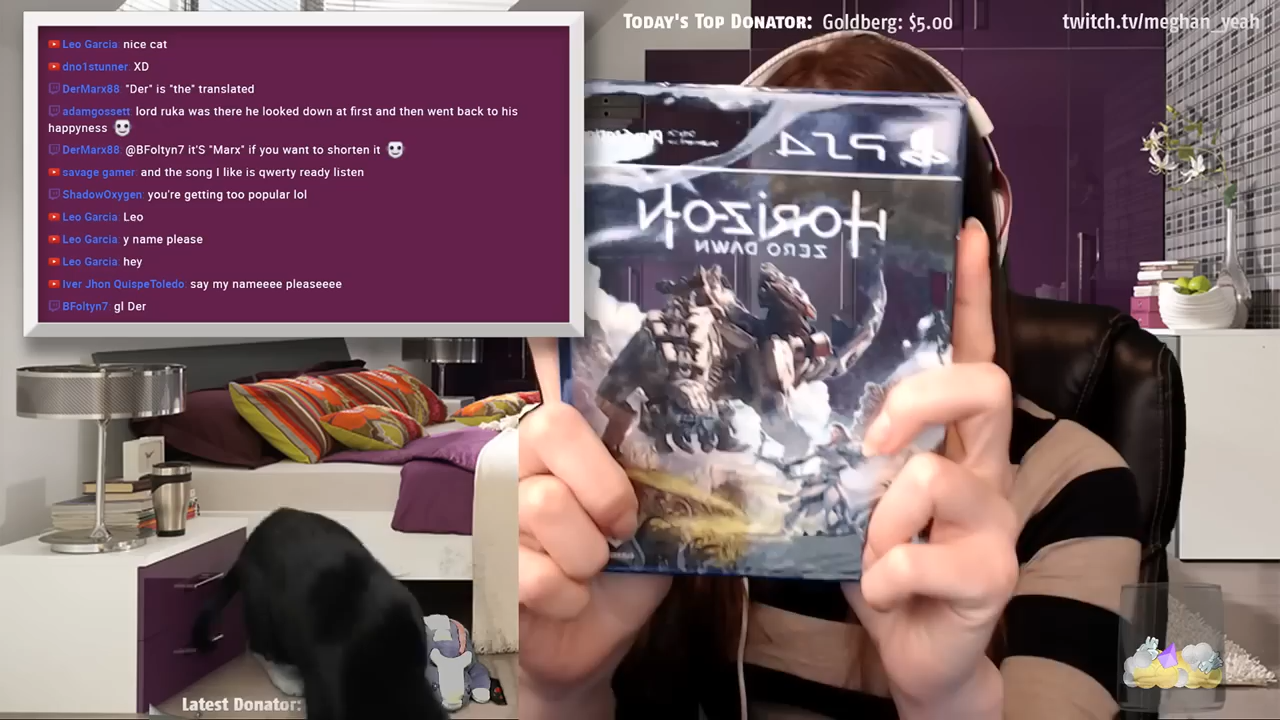 Today's Top Donator: Goldberg: $5.00
twitch.tv/meghan_yeah
Leo Garcia: nice cat
dno1stunner: XD
DerMarx88: "Der" is "the" translated
adamgossett: lord ruka was there he looked down at first and then went back to his
happyness
DerMarx88: @BFoltyn7 it'S "Marx" if you want to shorten it
savage gamer: and the song I like is qwerty ready listen
ShadowOxygen: you're getting too popular lol
Leo Garcia: Leo
Leo Garcia: y name please
Leo Garcia: hey
Iver Jhon QuispeToledo: say my nameeee pleaseeee
BFoltyn7: gl Der
PS4
HORIZON
ZERO DAWN
Latest Donator: